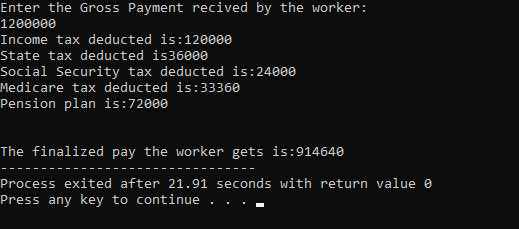 Enter the Gross Payment recived by the worker:
1200000
Income tax deducted is:120000
State tax deducted is36000
Social Security tax deducted is:24000
Medicare tax deducted is:33360
Pension plan is:72000
The finalized pay the worker gets is:914640
--------------------------------
Process exited after 21.91 seconds with return value 0
Press any key to continue . . .